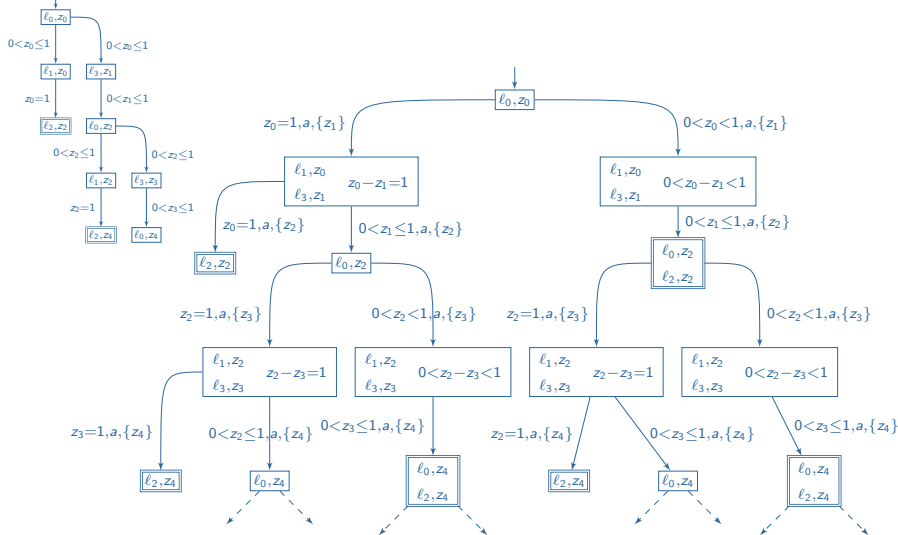 ℓ₀,z₀
0<z₀≤1
0<z₀≤1
ℓ₁,z₀
ℓ₃,z₁
z₀=1
0<z₁≤1
ℓ₂,z₂
ℓ₀,z₂
0<z₂≤1
0<z₂≤1
ℓ₁,z₂
ℓ₃,z₃
z₂=1
0<z₃≤1
ℓ₂,z₄
ℓ₀,z₄
ℓ₀,z₀
z₀=1,a,{z₁}
0<z₀<1,a,{z₁}
ℓ₁,z₀
ℓ₃,z₁
z₀−z₁=1
ℓ₁,z₀
ℓ₃,z₁
0<z₀−z₁<1
z₀=1,a,{z₂}
0<z₁≤1,a,{z₂}
0<z₁≤1,a,{z₂}
ℓ₂,z₂
ℓ₀,z₂
ℓ₀,z₂
ℓ₂,z₂
z₂=1,a,{z₃}
0<z₂<1,a,{z₃}
z₂=1,a,{z₃}
0<z₂<1,a,{z₃}
ℓ₁,z₂
ℓ₃,z₃
z₂−z₃=1
ℓ₁,z₂
ℓ₃,z₃
0<z₂−z₃<1
ℓ₁,z₂
ℓ₃,z₃
z₂−z₃=1
ℓ₁,z₂
ℓ₃,z₃
0<z₂−z₃<1
z₃=1,a,{z₄}
0<z₂≤1,a,{z₄}
0<z₃≤1,a,{z₄}
z₂=1,a,{z₄}
0<z₃≤1,a,{z₄}
0<z₃≤1,a,{z₄}
ℓ₂,z₄
ℓ₀,z₄
ℓ₀,z₄
ℓ₂,z₄
ℓ₂,z₄
ℓ₀,z₄
ℓ₀,z₄
ℓ₂,z₄